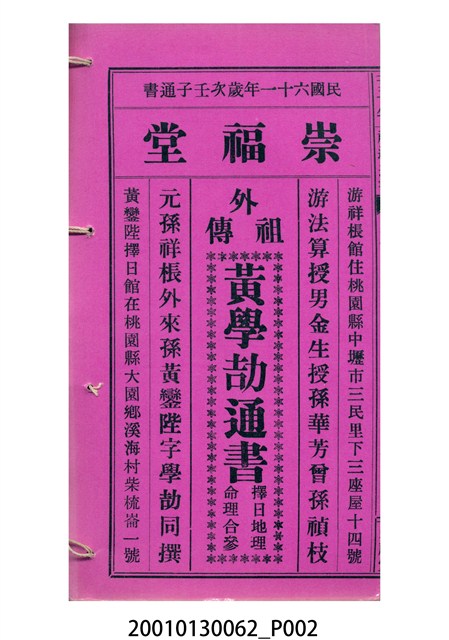 民國六十一年歲次壬子通書
崇福堂
游祥棖館住桃園縣中壢市三民里下三座屋十四號
游法算授男金生授孫華芳曾孫禎枝
外祖傳
黃學劼通書
擇日地理
命理合參
元孫祥棖外來孫黃鑾陛字學劼同撰
黃鑾陛擇日館在桃園縣大園鄉溪海村柴梳崙一號
20010130062_P002